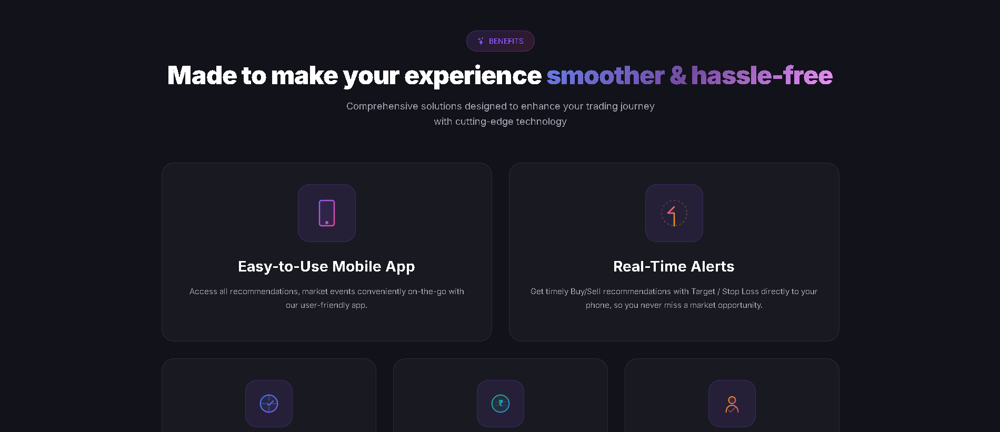 BENEFITS
Made to make your experience smoother & hassle-free
Comprehensive solutions designed to enhance your trading journey
with cutting-edge technology
Easy-to-Use Mobile App
Access all recommendations, market events conveniently on-the-go with
our user-friendly app.
Real-Time Alerts
Get timely Buy/Sell recommendations with Target / Stop Loss directly to your
phone, so you never miss a market opportunity.
₹